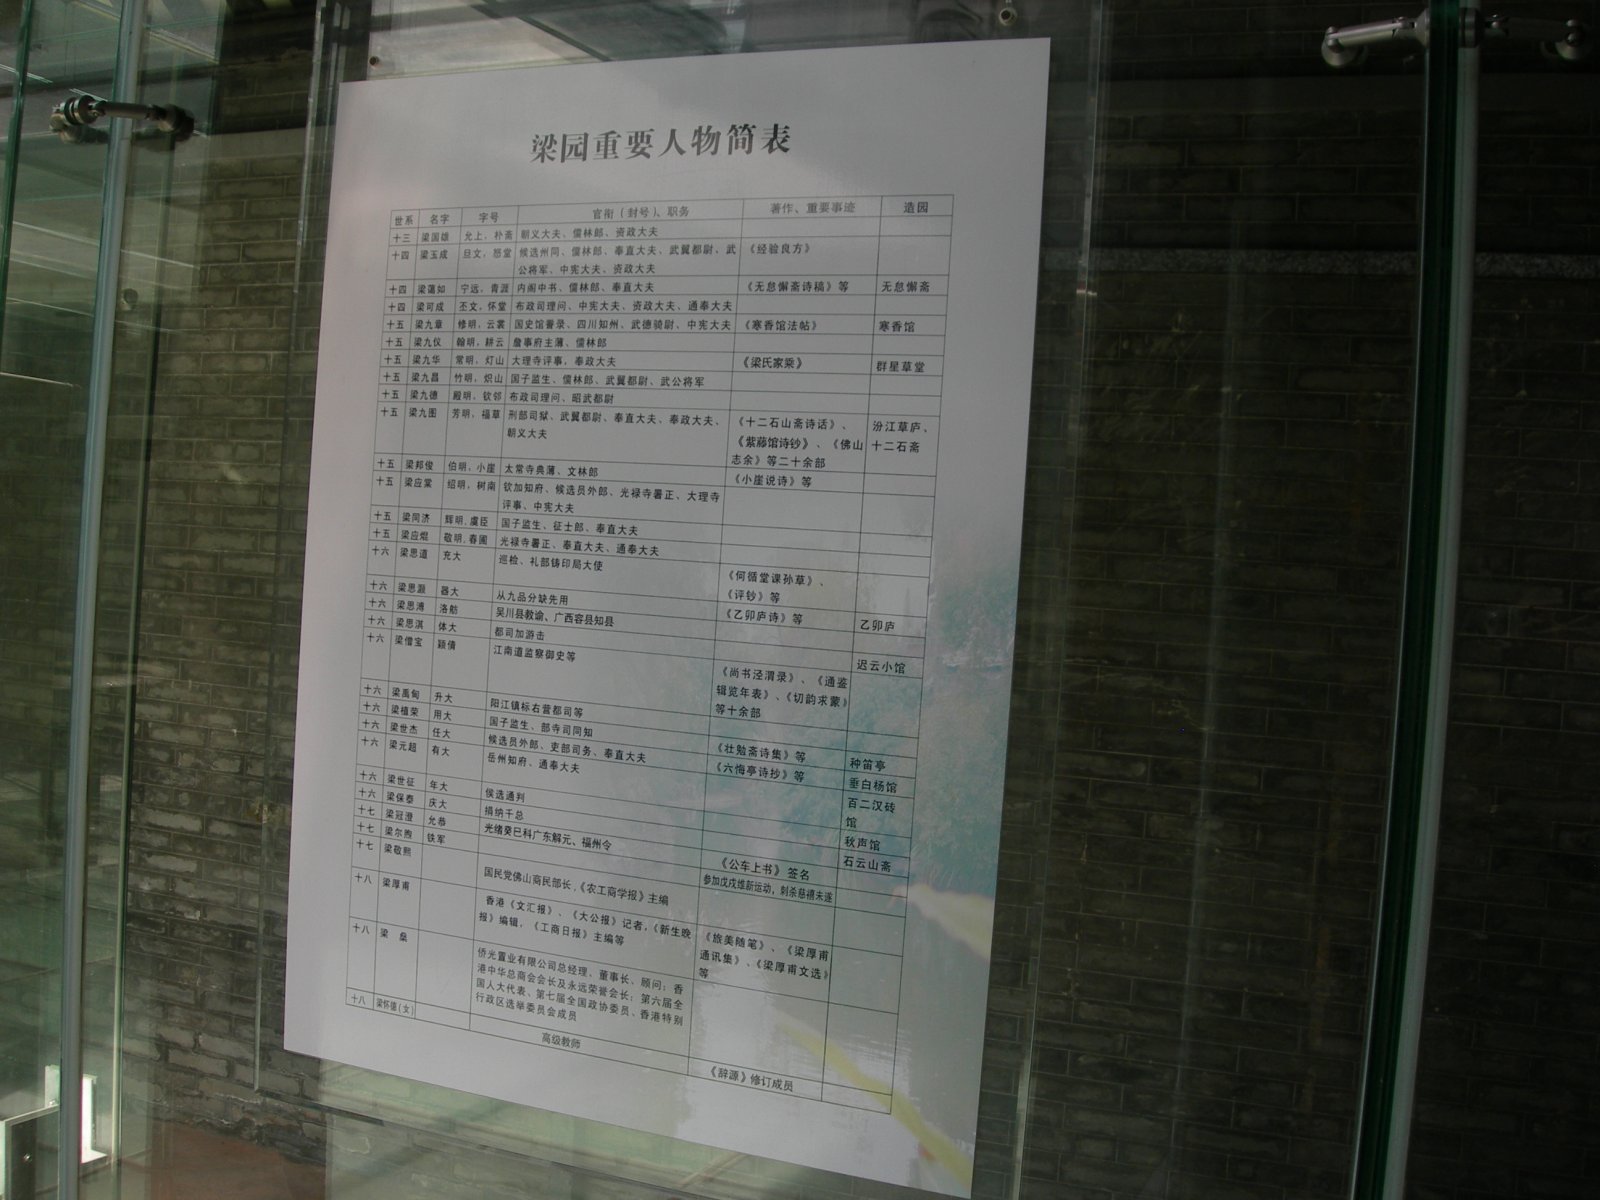 梁园重要人物简表
世系 名字 字号 官衔（封号）、职务 著作、重要事迹 造园
十三 梁国雄 允上，朴斋 朝义大夫、儒林郎、资政大夫
十四 梁玉成 旦文，怒堂 候选州同、儒林郎、奉直大夫、武翼都尉、武 《经验良方》
公将军、中宪大夫、资政大夫
十四 梁蔼如 宁远，青涯 内阁中书、儒林郎、奉直大夫 《无怠懈斋诗稿》等 无怠懈斋
十四 梁可成 丕文，怀堂 布政司理问、中宪大夫、资政大夫、通奉大夫
十五 梁九章 修明，云裳 国史馆誊录、四川知州、武德骑尉、中宪大夫 《寒香馆法帖》 寒香馆
十五 梁九仪 翰明，耕云 詹事府主薄、儒林郎
十五 梁九华 常明，灯山 大理寺评事，奉政大夫 《梁氏家乘》 群星草堂
十五 梁九昌 竹明，炽山 国子监生、儒林郎、武翼都尉、武公将军
十五 梁九德 殿明，钦邻 布政司理问、昭武都尉
十五 梁九图 芳明，福草 刑部司狱、武翼都尉、奉直大夫、奉政大夫、 《十二石山斋诗话》、 汾江草庐、
朝义大夫 《紫藤馆诗钞》、《佛山 十二石斋
志余》等二十余部
十五 梁邦俊 伯明，小崖 太常寺典薄、文林郎 《小崖说诗》等
十五 梁应棠 绍明，树南 钦加知府、候选员外郎、光禄寺署正、大理寺
评事、中宪大夫
十五 梁同济 辉明，虞臣 国子监生、征士郎、奉直大夫
十五 梁应焜 敬明，春圃 光禄寺署正、奉直大夫、通奉大夫
十六 梁思道 充大 巡检、礼部铸印局大使 《何循堂课孙草》、
《评钞》等
十六 梁思灏 器大 从九品分缺先用
十六 梁思溥 洛舫 吴川县教谕、广西容县知县 《乙卯庐诗》等 乙卯庐
十六 梁思淇 体大 都司加游击
十六 梁僧宝 颖倩 江南道监察御史等 《尚书泾渭录》、《通鉴 迟云小馆
辑览年表》、《切韵求蒙》
等十余部
十六 梁禹甸 升大 阳江镇标右营都司等
十六 梁植荣 用大 国子监生、部寺司同知
十六 梁世杰 任大 候选员外郎、吏部司务、奉直大夫 《壮勉斋诗集》等 种笛亭
十六 梁元超 有大 岳州知府、通奉大夫 《六悔亭诗抄》等 垂白杨馆
百二汉砖
馆
十六 梁世征 年大 侯选通判 秋声馆
十六 梁保泰 庆大 捐纳千总 石云山斋
十七 梁冠澄 允恭 光绪癸巳科广东解元、福州令 《公车上书》签名
十七 梁尔煦 铁军 参加戊戌维新运动，刺杀慈禧未遂
十七 梁敬熙 国民党佛山商民部长，《农工商学报》主编
十八 梁厚甫 香港《文汇报》、《大公报》记者，《新生晚 《旅美随笔》、《梁厚甫
报》编辑，《工商日报》主编等 通讯集》、《梁厚甫文选》
等
十八 梁燊 侨光置业有限公司总经理、董事长、顾问；香
港中华总商会会长及永远荣誉会长；第六届全
国人大代表、第七届全国政协委员、香港特别
行政区选举委员会成员
十八 梁怀德（文） 高级教师 《辞源》修订成员